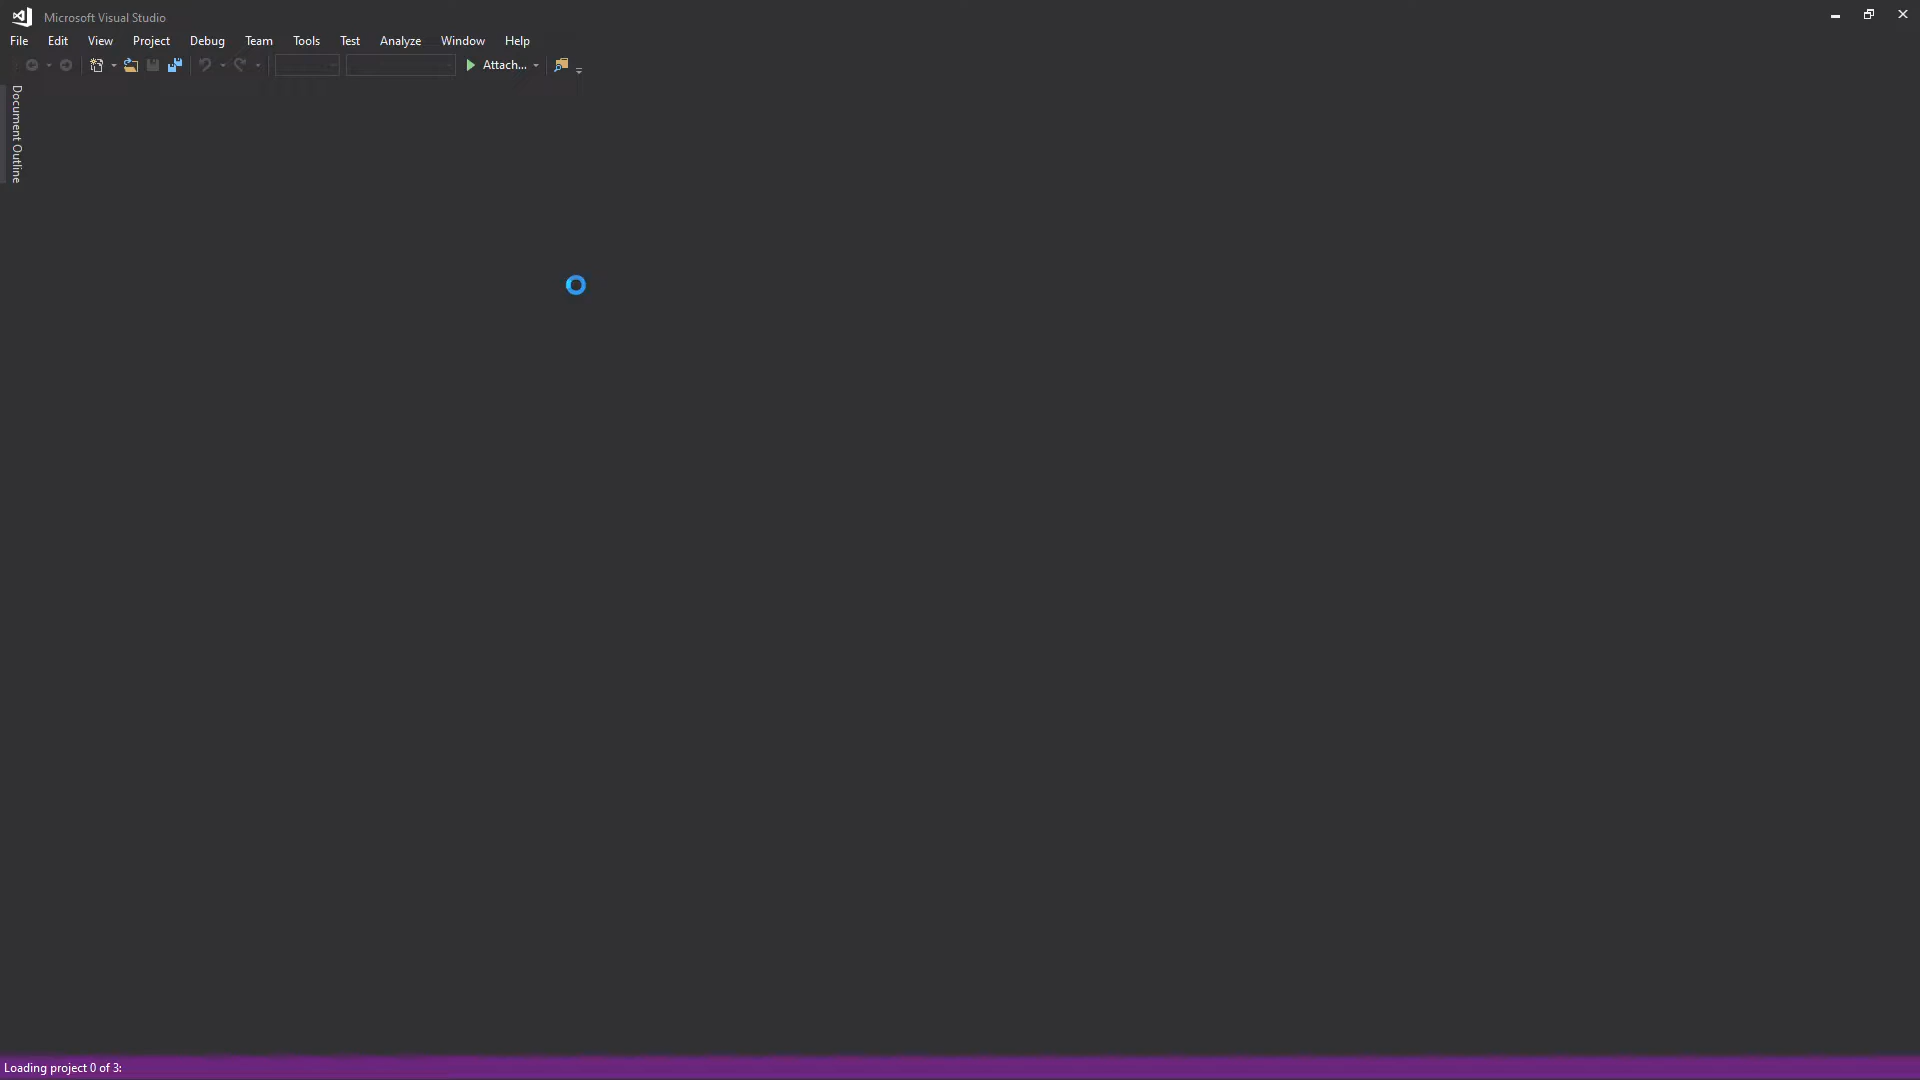 Microsoft Visual Studio
File Edit View Project Debug Team Tools Test Analyze Window Help
Attach...
Document Outline
Loading project 0 of 3: